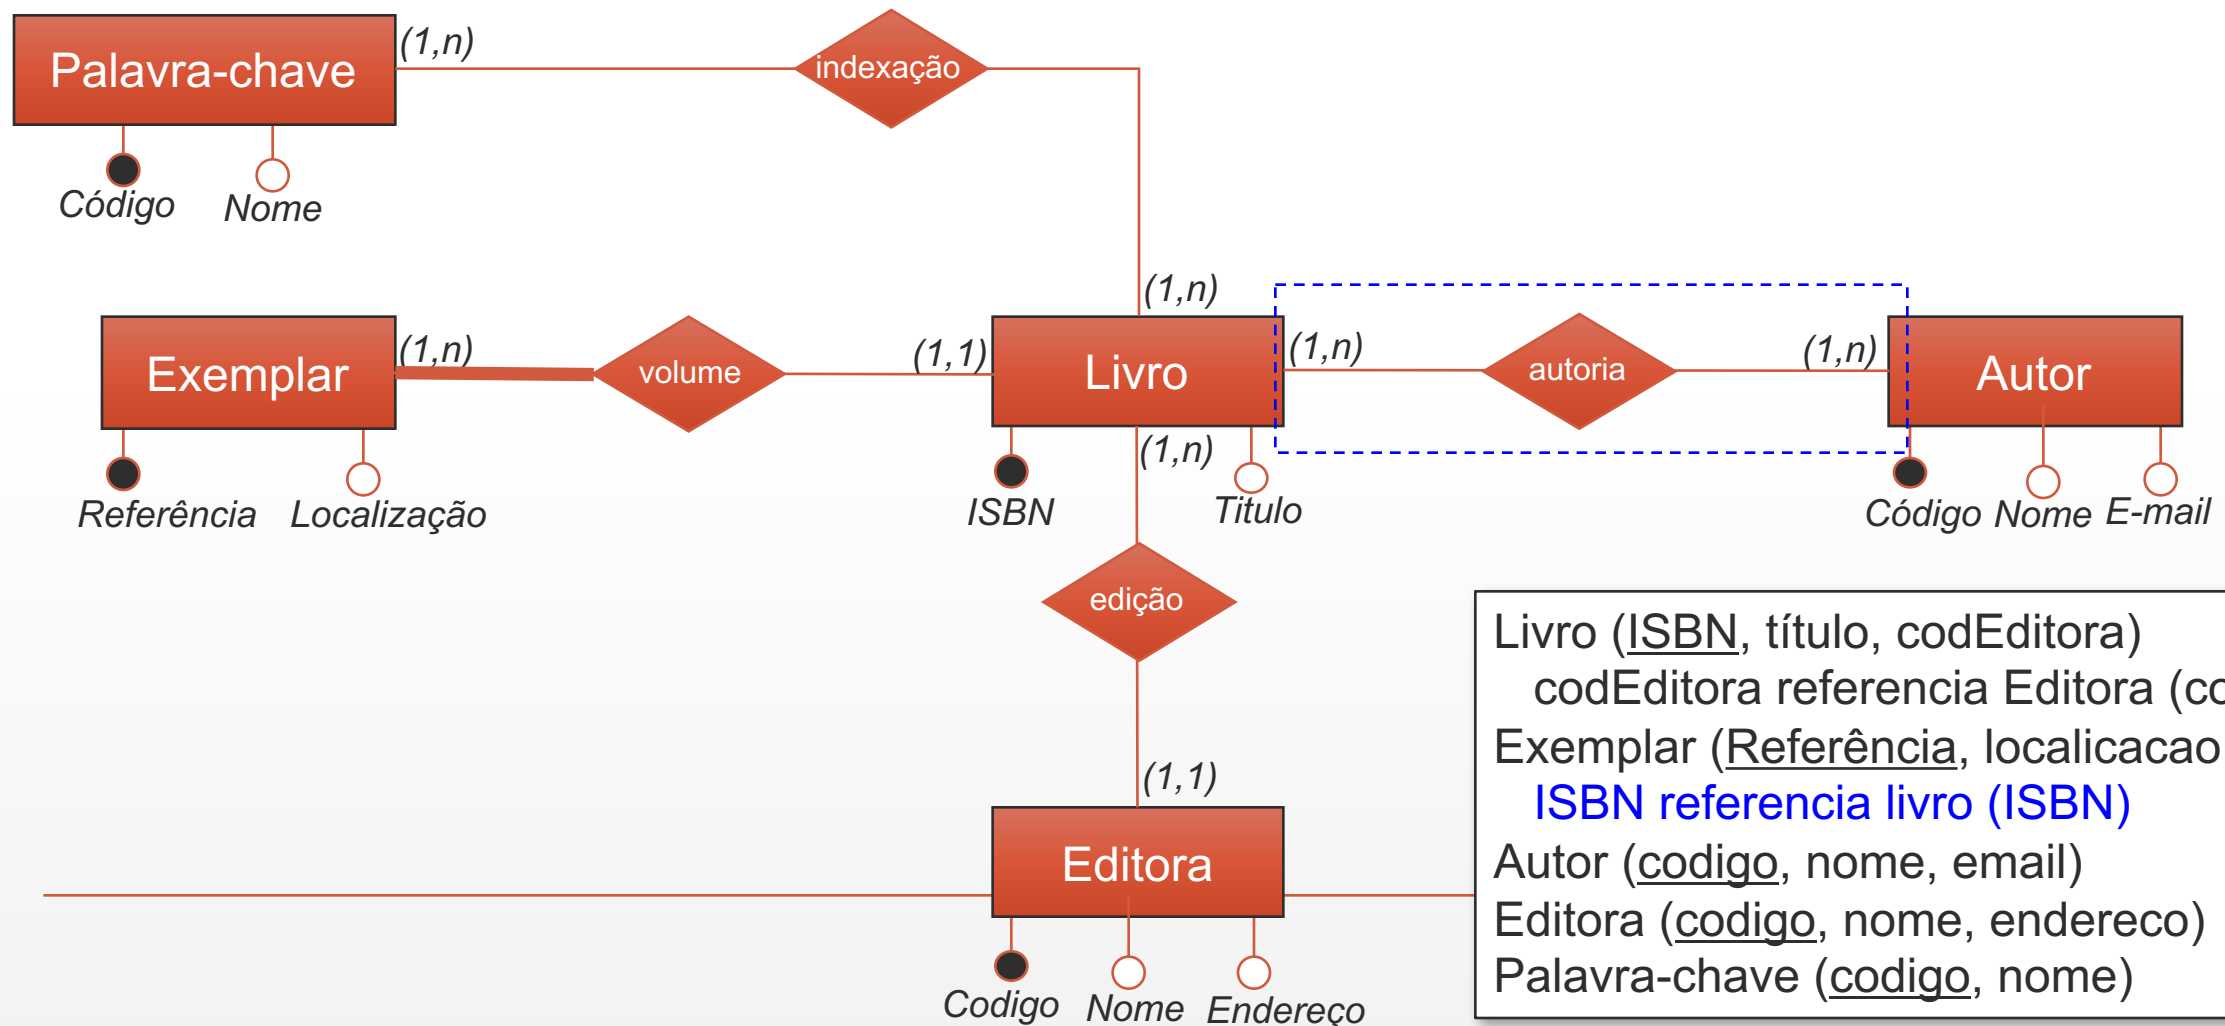 Palavra-chave
(1,n)
indexação
Código
Nome
(1,n)
Exemplar
(1,n)
volume
(1,1)
Livro
(1,n)
autoria
(1,n)
Autor
Referência
Localização
ISBN
(1,n)
Titulo
Código
Nome
E-mail
edição
(1,1)
Editora
Codigo
Nome
Endereço
Livro (ISBN, título, codEditora)
codEditora referencia Editora (co
Exemplar (Referência, localicacao
ISBN referencia livro (ISBN)
Autor (codigo, nome, email)
Editora (codigo, nome, endereco)
Palavra-chave (codigo, nome)